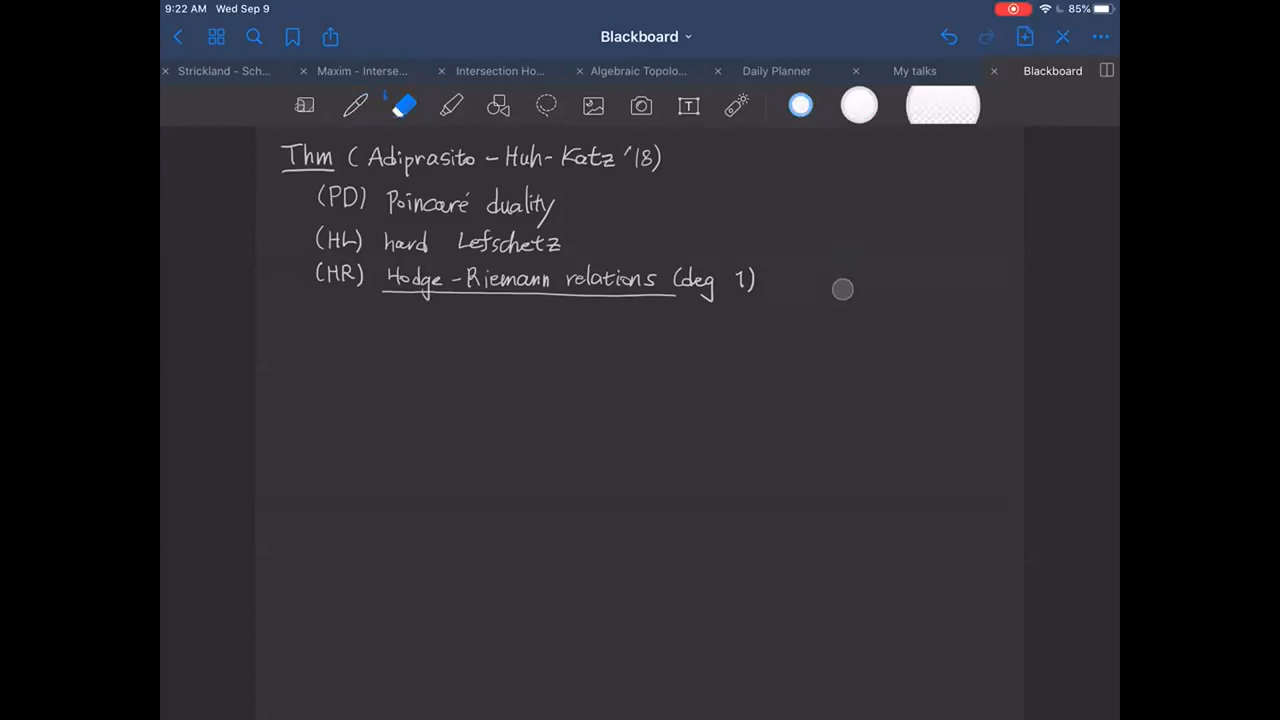 9:22 AM Wed Sep 9
85%
Blackboard
Strickland - Sch...
Maxim - Interse...
Intersection Ho...
Algebraic Topolo...
Daily Planner
My talks
Blackboard
T
Thm (Adiprasito - Huh - Katz '18)
(PD) Poincaré duality
(HL) hard Lefschetz
(HR) Hodge - Riemann relations (deg 1)